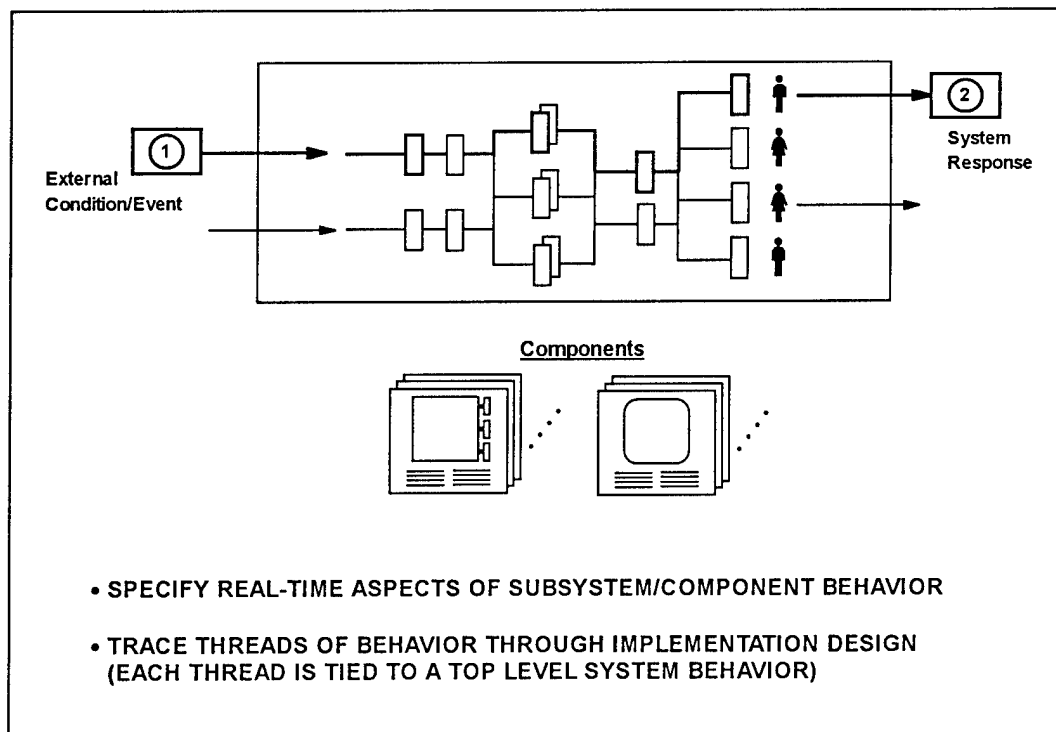 1
2
External
Condition/Event
System
Response
Components
• SPECIFY REAL-TIME ASPECTS OF SUBSYSTEM/COMPONENT BEHAVIOR
• TRACE THREADS OF BEHAVIOR THROUGH IMPLEMENTATION DESIGN
(EACH THREAD IS TIED TO A TOP LEVEL SYSTEM BEHAVIOR)